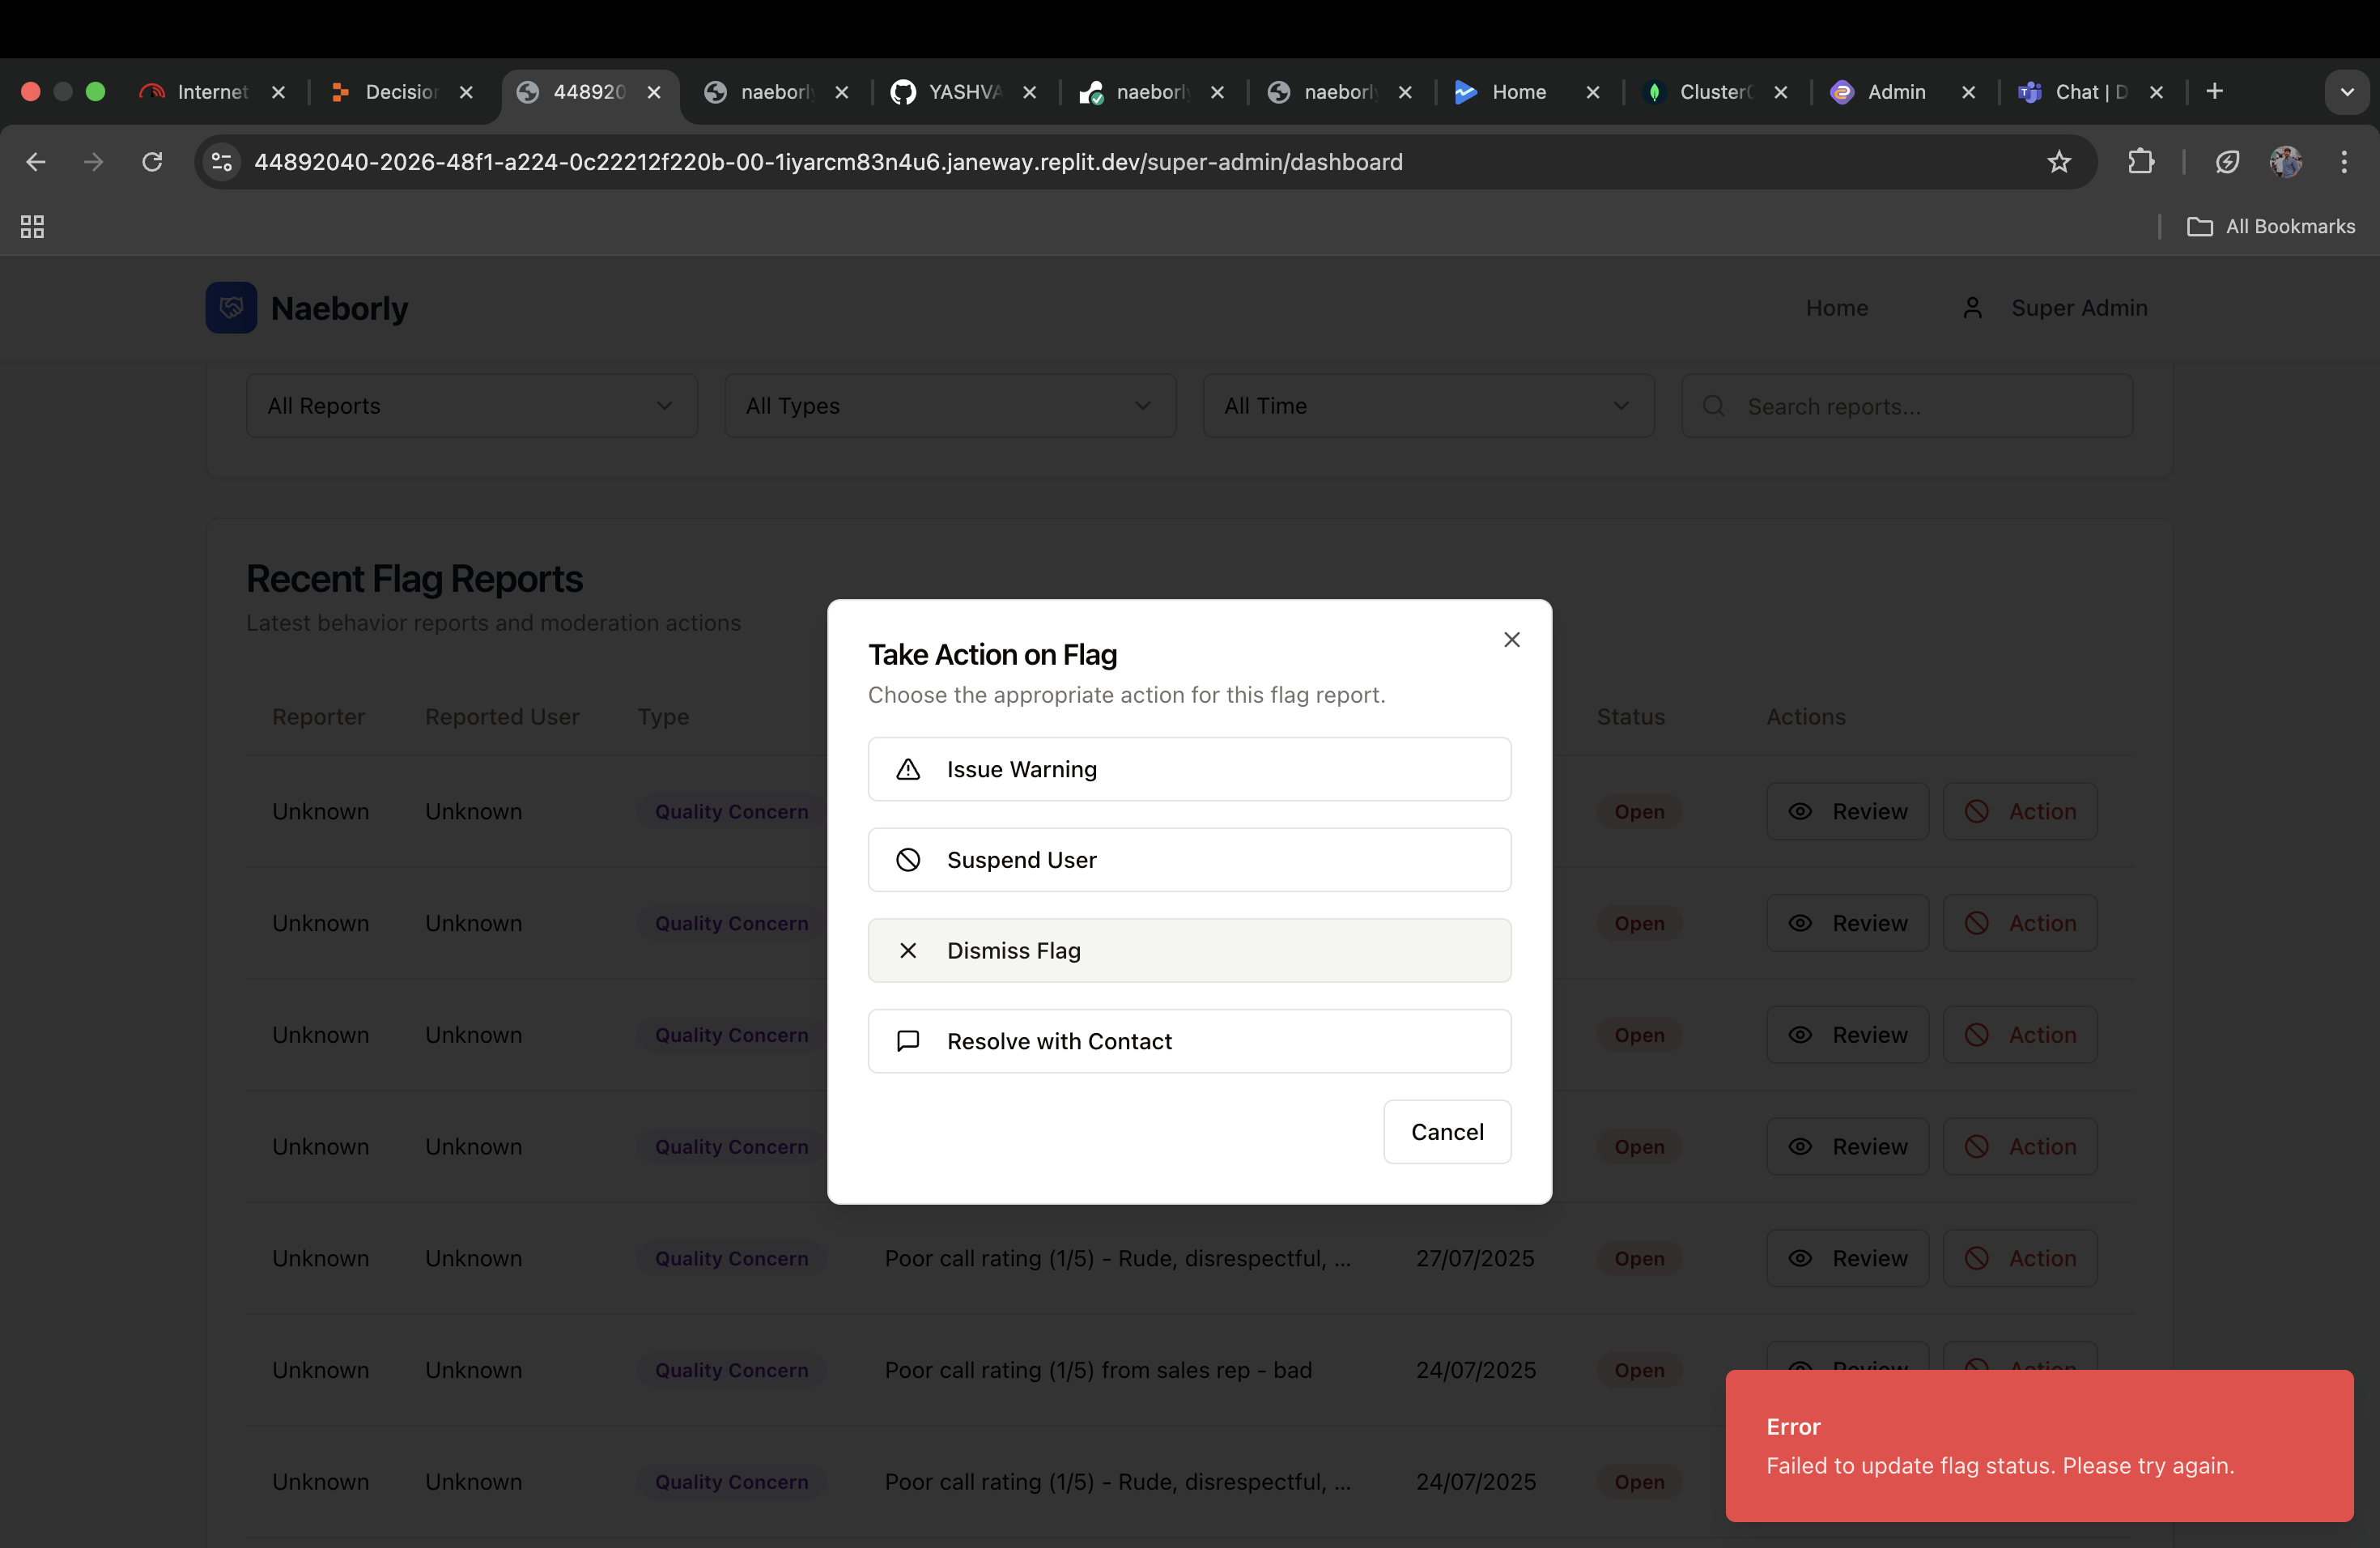 Internet
Decision
448920
naeborly
YASHVA
naeborly
naeborly
Home
Cluster
Admin
Chat | D
44892040-2026-48f1-a224-0c22212f220b-00-1iyarcm83n4u6.janeway.replit.dev/super-admin/dashboard
All Bookmarks
Naeborly
Home
Super Admin
All Reports
All Types
All Time
Search reports...
Recent Flag Reports
Latest behavior reports and moderation actions
Reporter Reported User Type Status Actions
Unknown Unknown Quality Concern Open Review Action
Unknown Unknown Quality Concern Open Review Action
Unknown Unknown Quality Concern Open Review Action
Unknown Unknown Quality Concern Open Review Action
Unknown Unknown Quality Concern Poor call rating (1/5) - Rude, disrespectful, ... 27/07/2025 Open Review Action
Unknown Unknown Quality Concern Poor call rating (1/5) from sales rep - bad 24/07/2025 Open Review Action
Unknown Unknown Quality Concern Poor call rating (1/5) - Rude, disrespectful, ... 24/07/2025 Open
Take Action on Flag
Choose the appropriate action for this flag report.
Issue Warning
Suspend User
Dismiss Flag
Resolve with Contact
Cancel
Error
Failed to update flag status. Please try again.